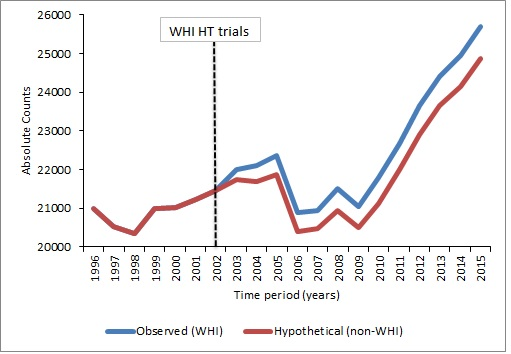 WHI HT trials
Absolute Counts
26000
25000
24000
23000
22000
21000
20000
1996 1997 1998 1999 2000 2001 2002 2003 2004 2005 2006 2007 2008 2009 2010 2011 2012 2013 2014 2015
Time period (years)
Observed (WHI) Hypothetical (non-WHI)